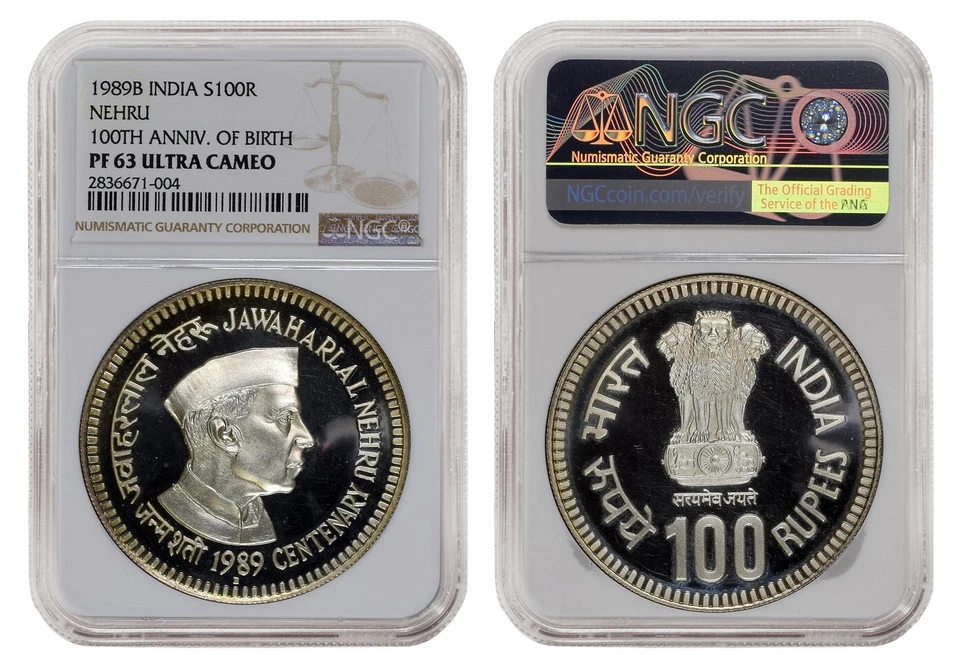 1989B INDIA S100R
NEHRU
100TH ANNIV. OF BIRTH
PF 63 ULTRA CAMEO
2836671-004
NUMISMATIC GUARANTY CORPORATION
NGC®
जवाहरलाल नेहरू JAWAHARLAL NEHRU
जन्म शती 1989 CENTENARY
B
NGC
Numismatic Guaranty Corporation
NGCcoin.com/verify
The Official Grading
Service of the
PNG
भारत INDIA
रुपये 100 RUPEES
सत्यमेव जयते